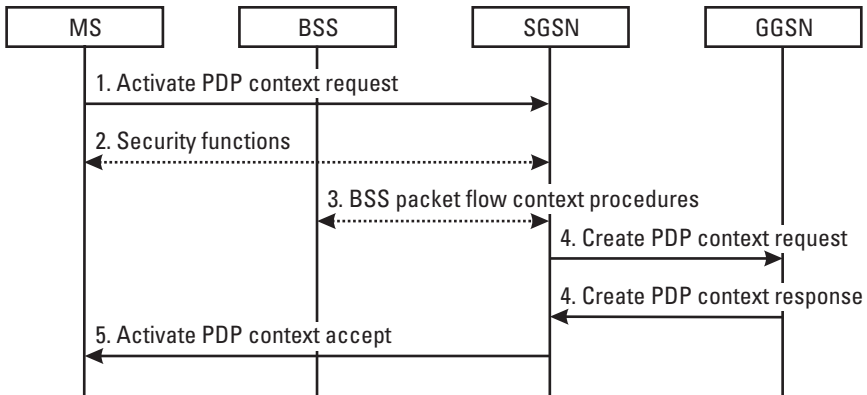 MS BSS SGSN GGSN
1. Activate PDP context request
2. Security functions
3. BSS packet flow context procedures
4. Create PDP context request
4. Create PDP context response
5. Activate PDP context accept